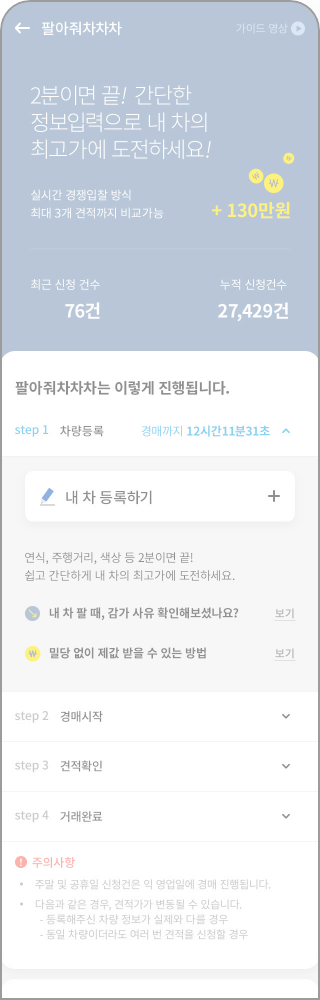 팔아줘차차차
가이드 영상
2분이면 끝! 간단한
정보입력으로 내 차의
최고가에 도전하세요!
실시간 경쟁입찰 방식
최대 3개 견적까지 비교가능
+ 130만원
최근 신청 건수
누적 신청건수
76건
27,429건
팔아줘차차차는 이렇게 진행됩니다.
step 1 차량등록 경매까지 12시간11분31초
내 차 등록하기
연식, 주행거리, 색상 등 2분이면 끝!
쉽고 간단하게 내 차의 최고가에 도전하세요.
내 차 팔 때, 감가 사유 확인해보셨나요? 보기
밀당 없이 제값 받을 수 있는 방법 보기
step 2 경매시작
step 3 견적확인
step 4 거래완료
주의사항
• 주말 및 공휴일 신청건은 익 영업일에 경매 진행됩니다.
• 다음과 같은 경우, 견적가가 변동될 수 있습니다.
- 등록해주신 차량 정보가 실제와 다를 경우
- 동일 차량이더라도 여러 번 견적을 신청할 경우